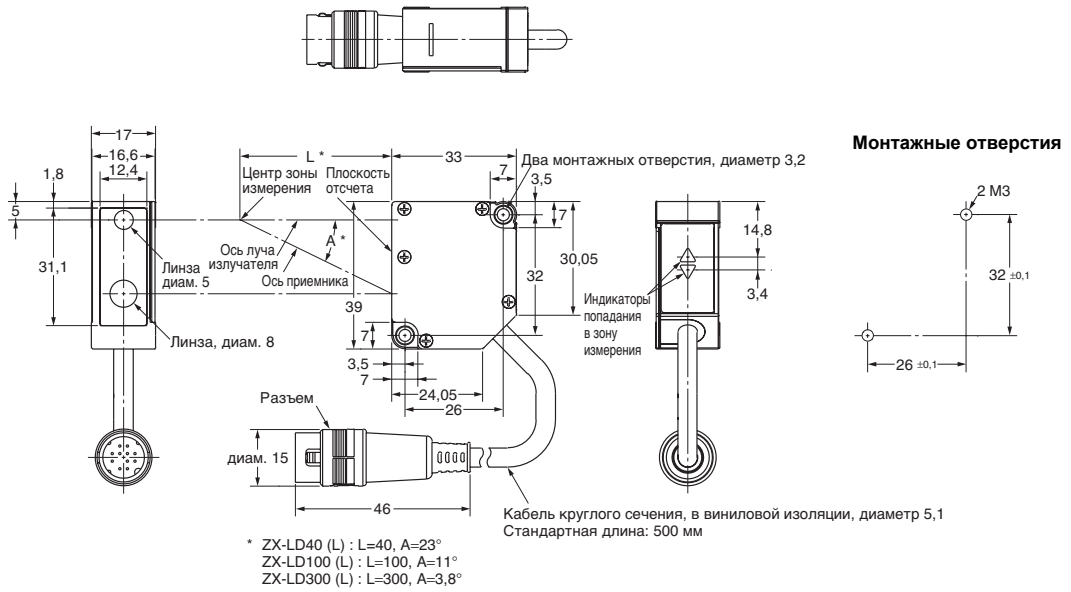 Монтажные отверстия
17
16,6
12,4
1,8
5
31,1
Линза
диам. 5
Линза, диам. 8
L *
Центр зоны
измерения
Плоскость
отсчета
Ось луча
излучателя
A *
Ось приемника
33
7
Два монтажных отверстия, диаметр 3,2
3,5
7
30,05
32
39
7
3,5
7
24,05
26
Разъем
диам. 15
46
Кабель круглого сечения, в виниловой изоляции, диаметр 5,1
Стандартная длина: 500 мм
14,8
3,4
Индикаторы
попадания
в зону
измерения
2 M3
32 ±0,1
26 ±0,1
* ZX-LD40 (L) : L=40, A=23°
ZX-LD100 (L) : L=100, A=11°
ZX-LD300 (L) : L=300, A=3,8°